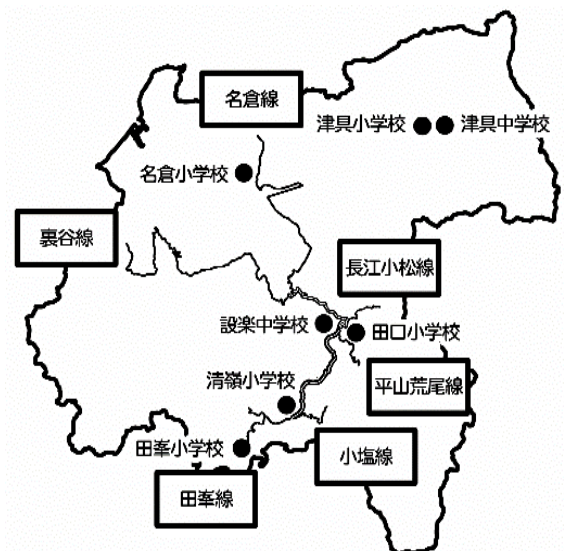 名倉線
津具小学校
津具中学校
名倉小学校
裏谷線
長江小松線
設楽中学校
田口小学校
清嶺小学校
平山荒尾線
田峯小学校
小塩線
田峯線